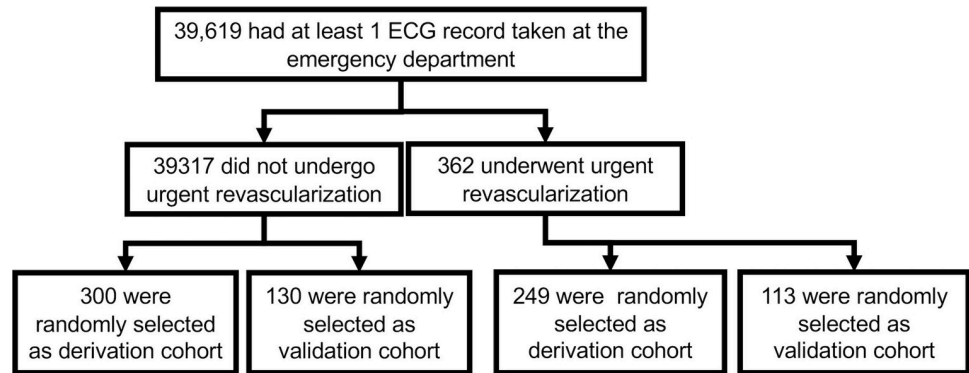 39,619 had at least 1 ECG record taken at the
emergency department
39317 did not undergo
urgent revascularization
362 underwent urgent
revascularization
300 were
randomly selected
as derivation cohort
130 were randomly
selected as
validation cohort
249 were randomly
selected as
derivation cohort
113 were randomly
selected as
validation cohort